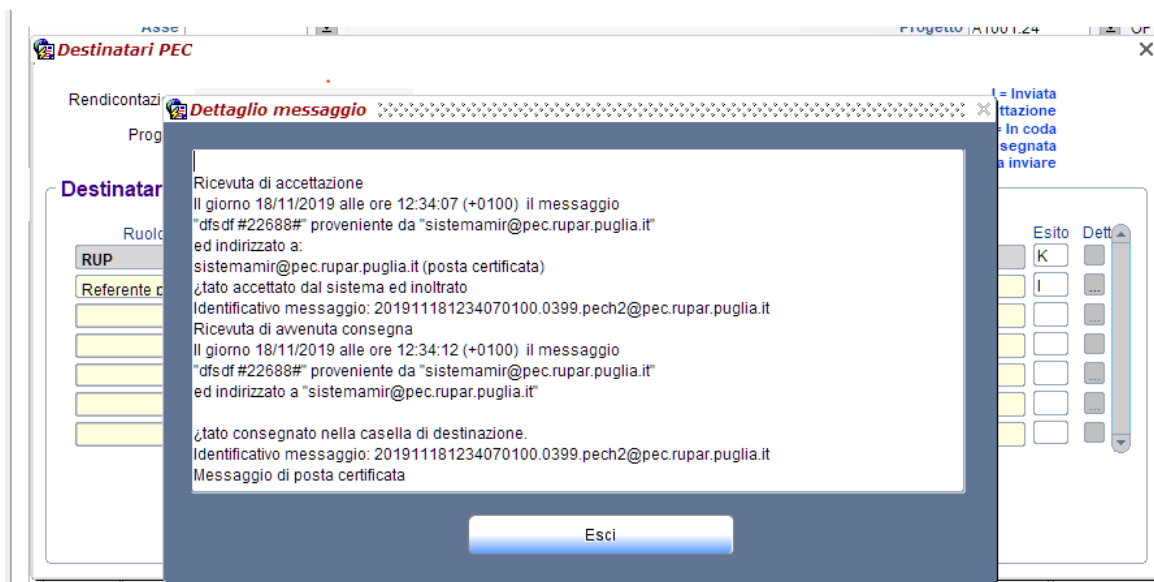 Asse
Progetto A1001.24 OP
Destinatari PEC
Rendicontazi
I = Inviata
Dettaglio messaggio
ttazione
Prog
= In coda
segnata
a inviare
Ricevuta di accettazione
Destinatar
Il giorno 18/11/2019 alle ore 12:34:07 (+0100) il messaggio
"dfsdf #22688#" proveniente da "sistemamir@pec.rupar.puglia.it"
Ruolo Esito Dett
ed indirizzato a:
RUP K
sistemamir@pec.rupar.puglia.it (posta certificata)
¿tato accettato dal sistema ed inoltrato
Referente p I ...
Identificativo messaggio: 201911181234070100.0399.pech2@pec.rupar.puglia.it
Ricevuta di avvenuta consegna
Il giorno 18/11/2019 alle ore 12:34:12 (+0100) il messaggio
"dfsdf #22688#" proveniente da "sistemamir@pec.rupar.puglia.it"
ed indirizzato a "sistemamir@pec.rupar.puglia.it"
¿tato consegnato nella casella di destinazione.
Identificativo messaggio: 201911181234070100.0399.pech2@pec.rupar.puglia.it
Messaggio di posta certificata
Esci